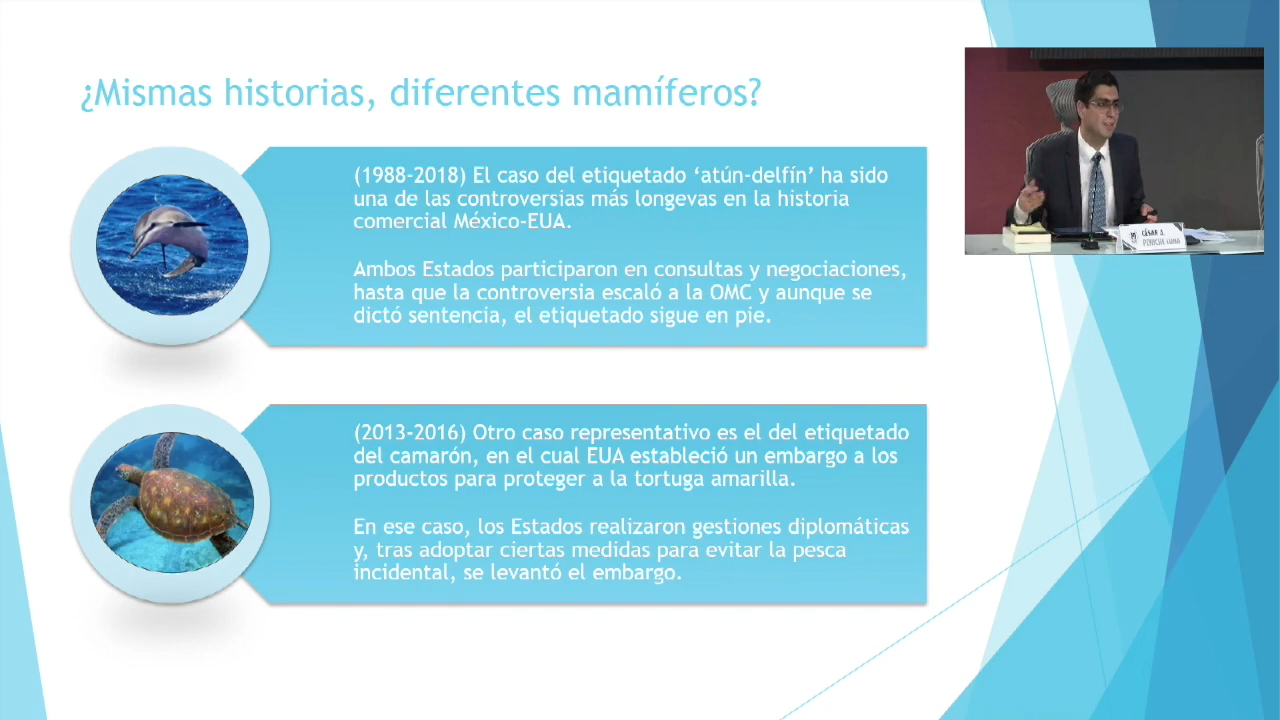 ¿Mismas historias, diferentes mamíferos?
(1988-2018) El caso del etiquetado ‘atún-delfín’ ha sido
una de las controversias más longevas en la historia
comercial México-EUA.
Ambos Estados participaron en consultas y negociaciones,
hasta que la controversia escaló a la OMC y aunque se
dictó sentencia, el etiquetado sigue en pie.
(2013-2016) Otro caso representativo es el del etiquetado
del camarón, en el cual EUA estableció un embargo a los
productos para proteger a la tortuga amarilla.
En ese caso, los Estados realizaron gestiones diplomáticas
y, tras adoptar ciertas medidas para evitar la pesca
incidental, se levantó el embargo.
CÉSAR A.